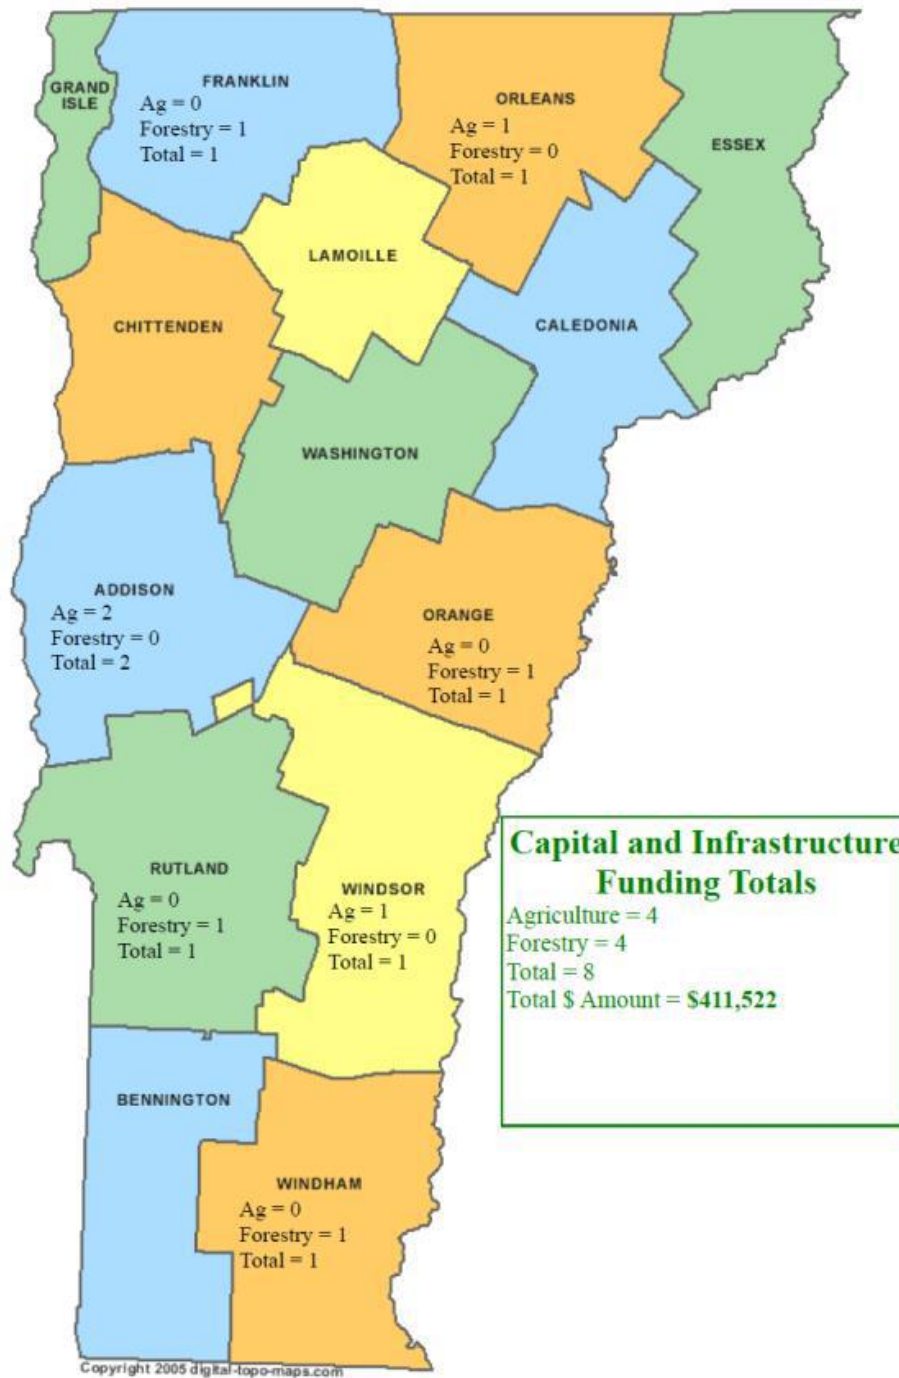 GRAND
ISLE
FRANKLIN
Ag = 0
Forestry = 1
Total = 1
ORLEANS
Ag = 1
Forestry = 0
Total = 1
ESSEX
LAMOILLE
CHITTENDEN
CALEDONIA
WASHINGTON
ADDISON
Ag = 2
Forestry = 0
Total = 2
ORANGE
Ag = 0
Forestry = 1
Total = 1
RUTLAND
Ag = 0
Forestry = 1
Total = 1
WINDSOR
Ag = 1
Forestry = 0
Total = 1
Capital and Infrastructure
Funding Totals
Agriculture = 4
Forestry = 4
Total = 8
Total $ Amount = $411,522
BENNINGTON
WINDHAM
Ag = 0
Forestry = 1
Total = 1
Copyright 2005 digital-topo-maps.com